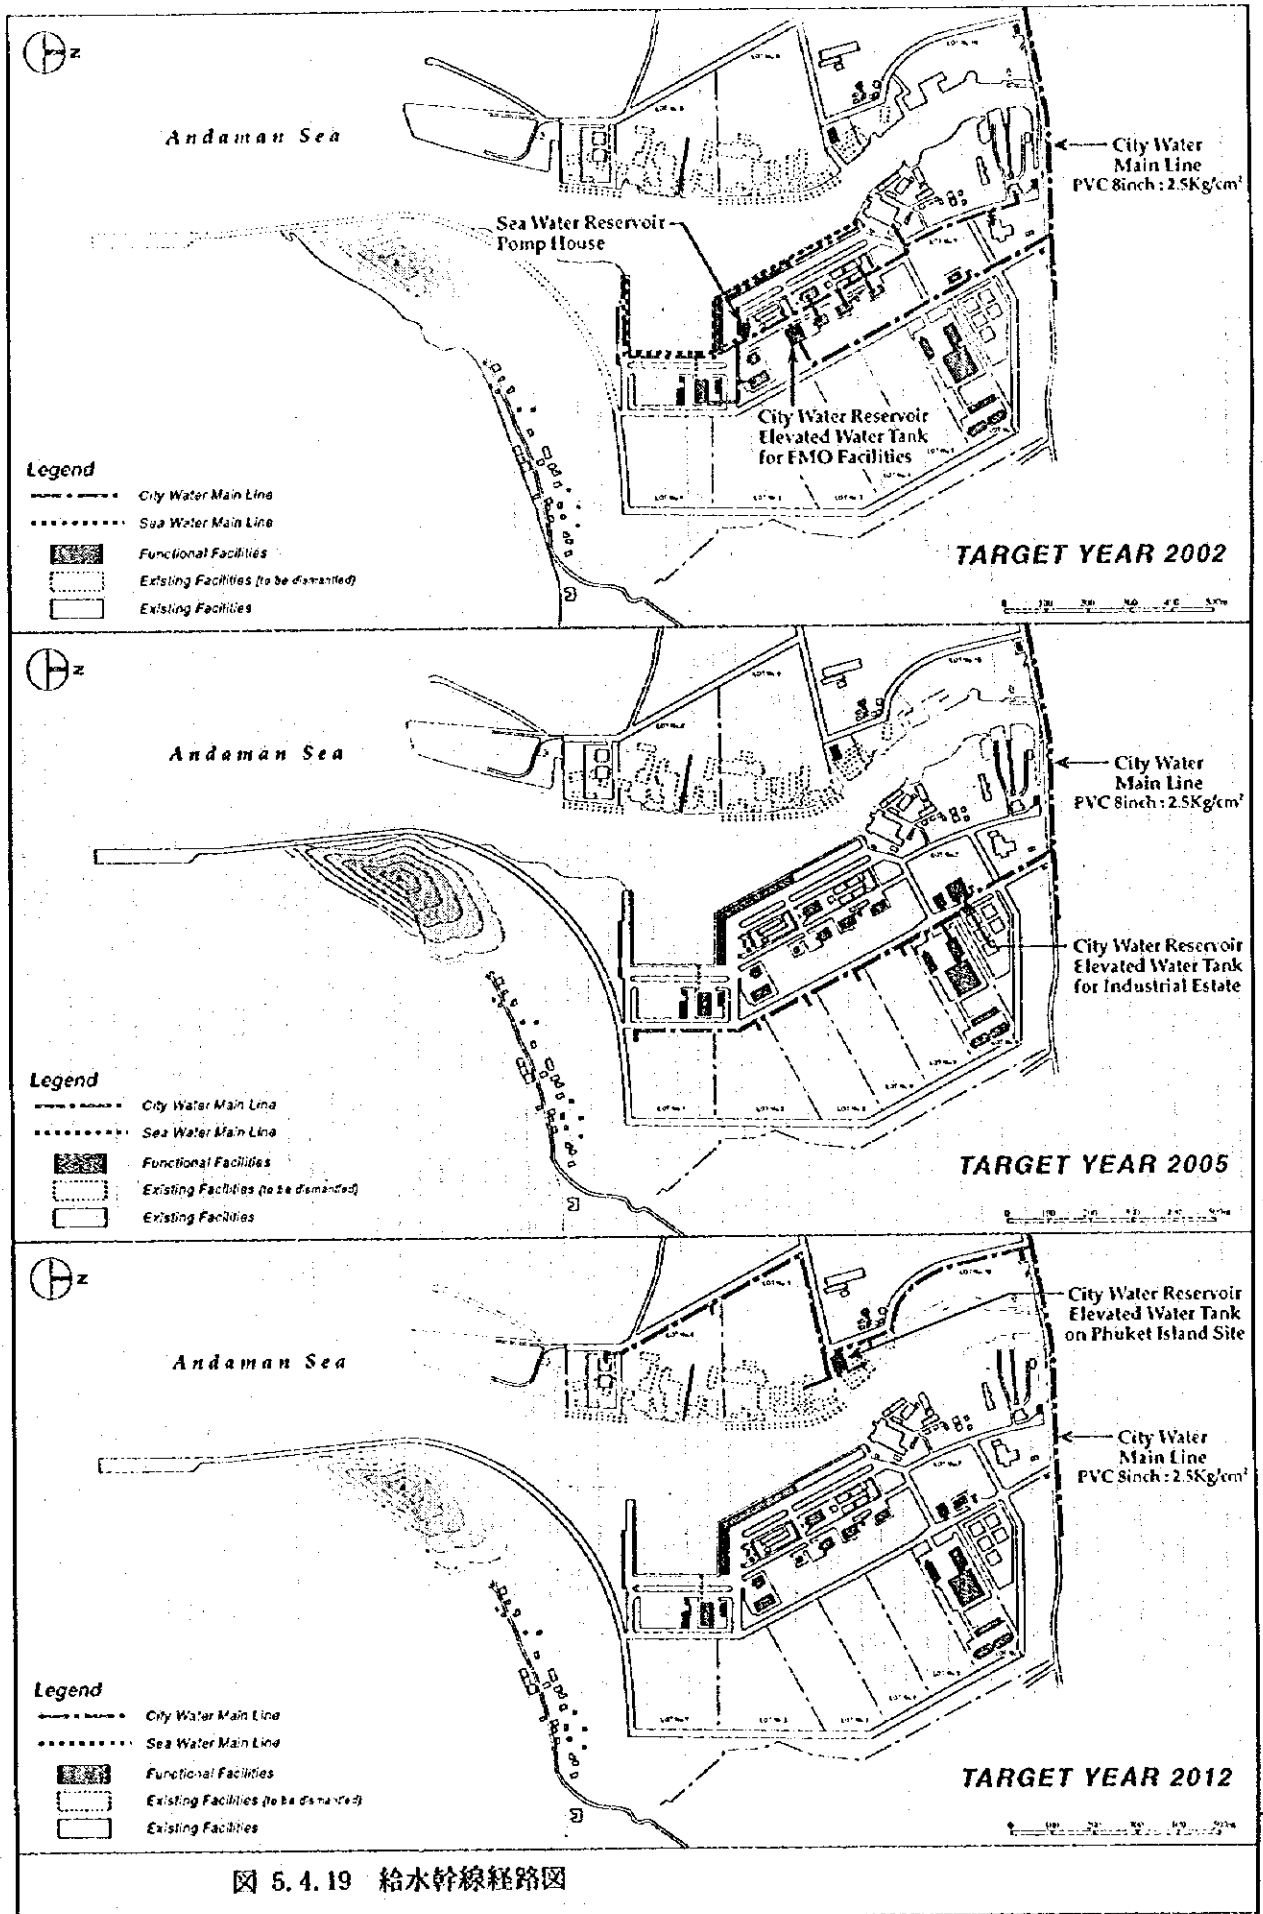 N
Andaman Sea
City Water
Main Line
PVC 8inch : 2.5Kg/cm²
Sea Water Reservoir
Pomp House
City Water Reservoir
Elevated Water Tank
for FMO Facilities
Legend
City Water Main Line
Sea Water Main Line
Functional Facilities
Existing Facilities (to be dismantled)
Existing Facilities
TARGET YEAR 2002
N
Andaman Sea
City Water
Main Line
PVC 8inch : 2.5Kg/cm²
City Water Reservoir
Elevated Water Tank
for Industrial Estate
Legend
City Water Main Line
Sea Water Main Line
Functional Facilities
Existing Facilities (to be dismantled)
Existing Facilities
TARGET YEAR 2005
N
Andaman Sea
City Water Reservoir
Elevated Water Tank
on Phuket Island Site
City Water
Main Line
PVC 8inch : 2.5Kg/cm²
Legend
City Water Main Line
Sea Water Main Line
Functional Facilities
Existing Facilities (to be dismantled)
Existing Facilities
TARGET YEAR 2012
図 5.4.19 給水幹線経路図